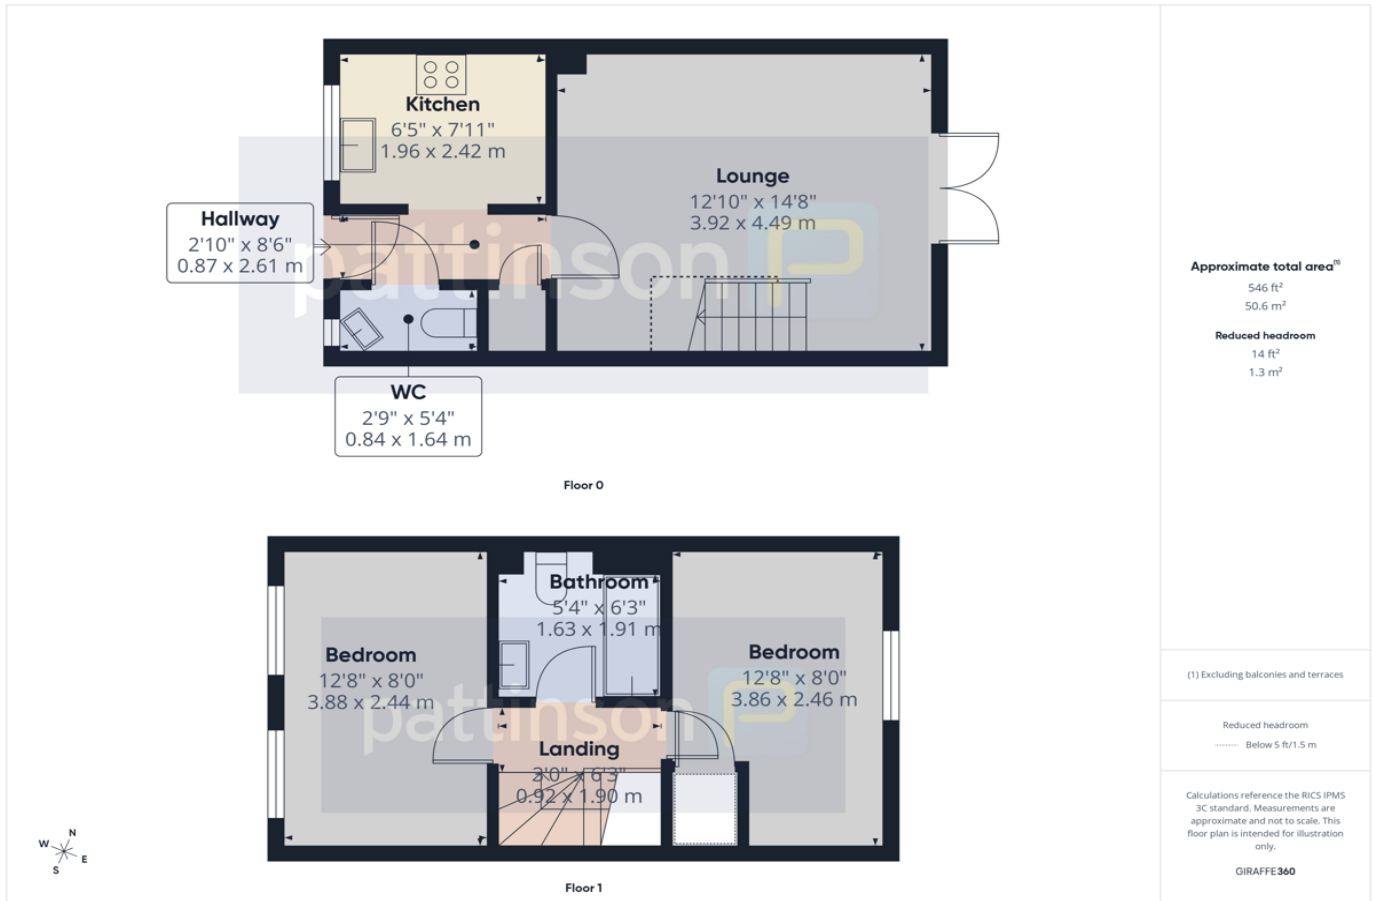 Kitchen
6'5" x 7'11"
1.96 x 2.42 m
Lounge
12'10" x 14'8"
3.92 x 4.49 m
Hallway
2'10" x 8'6"
0.87 x 2.61 m
pattinson
WC
2'9" x 5'4"
0.84 x 1.64 m
Floor 0
Bathroom
5'4" x 6'3"
1.63 x 1.91 m
Bedroom
12'8" x 8'0"
3.88 x 2.44 m
Bedroom
12'8" x 8'0"
3.86 x 2.46 m
pattinson
Landing
3'0" x 6'3"
0.92 x 1.90 m
Floor 1
N
W
E
S
Approximate total area(1)
546 ft²
50.6 m²
Reduced headroom
14 ft²
1.3 m²
(1) Excluding balconies and terraces
Reduced headroom
Below 5 ft/1.5 m
Calculations reference the RICS IPMS
3C standard. Measurements are
approximate and not to scale. This
floor plan is intended for illustration
only.
GIRAFFE360